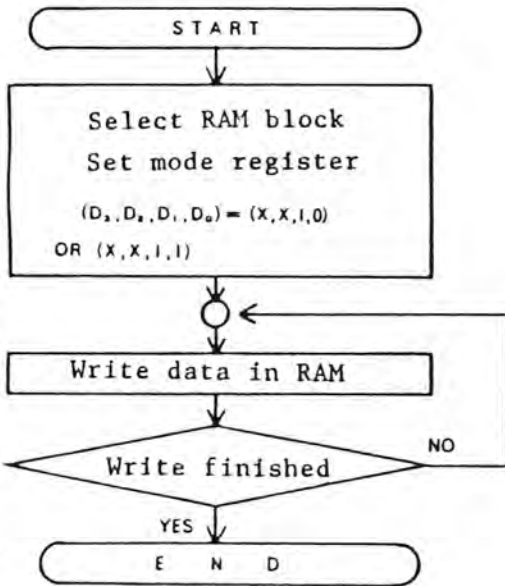 START
Select RAM block
Set mode register
(D₃,D₂,D₁,D₀) = (X,X,1,0)
OR (X,X,1,1)
Write data in RAM
Write finished
NO
YES
E N D